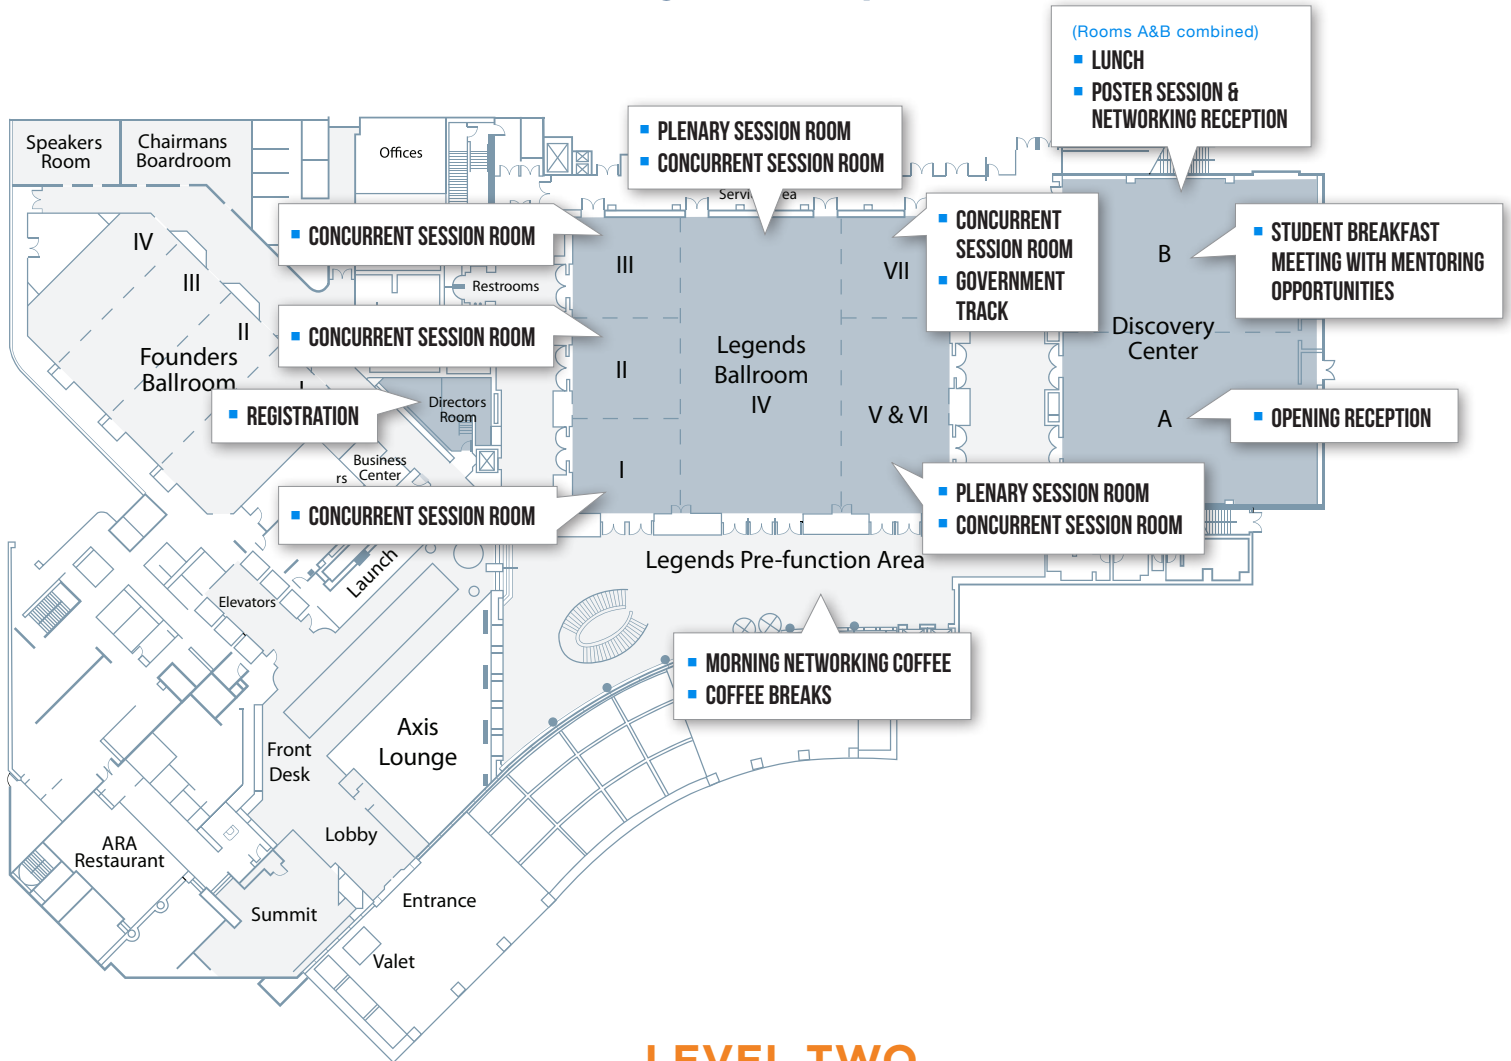 (Rooms A&B combined)
LUNCH
POSTER SESSION &
NETWORKING RECEPTION
PLENARY SESSION ROOM
CONCURRENT SESSION ROOM
Speakers
Room
Chairmans
Boardroom
Offices
CONCURRENT SESSION ROOM
CONCURRENT
SESSION ROOM
GOVERNMENT
TRACK
STUDENT BREAKFAST
MEETING WITH MENTORING
OPPORTUNITIES
IV
III
II
Founders
Ballroom
Restrooms
III
VII
B
CONCURRENT SESSION ROOM
Discovery
Center
Legends
Ballroom
IV
II
V & VI
A
REGISTRATION
Directors
Room
OPENING RECEPTION
Business
Center
rs
I
CONCURRENT SESSION ROOM
PLENARY SESSION ROOM
CONCURRENT SESSION ROOM
Legends Pre-function Area
Launch
Elevators
MORNING NETWORKING COFFEE
COFFEE BREAKS
Axis
Lounge
Front
Desk
Lobby
ARA
Restaurant
Entrance
Summit
Valet
LEVEL TWO